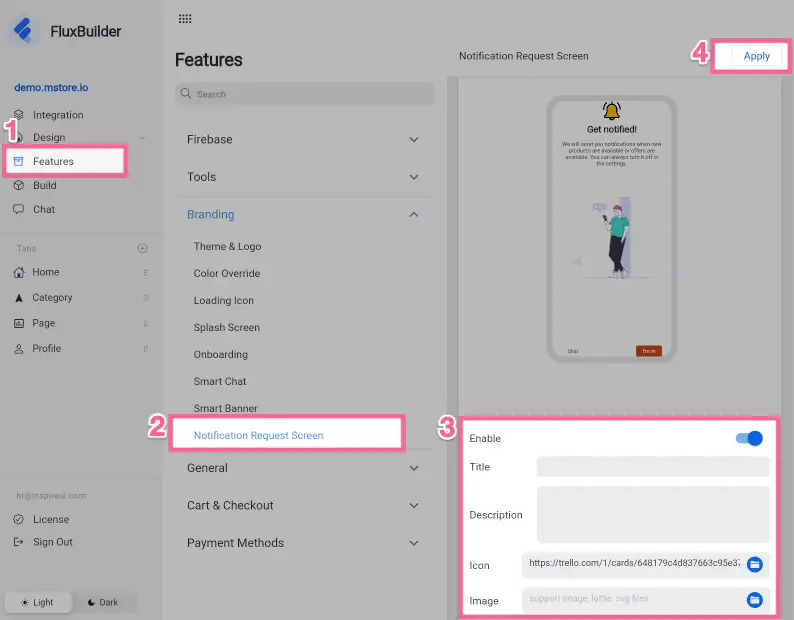 FluxBuilder
demo.mstore.io
Integration
1
Design
Features
Build
Chat
Tabs
Home
Category
Page
Profile
hr@inspireui.com
License
Sign Out
Light
Dark
Features
Search
Firebase
Tools
Branding
Theme & Logo
Color Override
Loading Icon
Splash Screen
Onboarding
Smart Chat
Smart Banner
2
Notification Request Screen
General
Cart & Checkout
Payment Methods
Notification Request Screen
4
Apply
Get notified!
We will send you notifications when new
products are available or offers are
available. You can always turn it off in
the settings.
Skip
I'm in
3
Enable
Title
Description
Icon
https://trello.com/1/cards/648179c4d837663c95e37
Image
support image, lottie, svg files